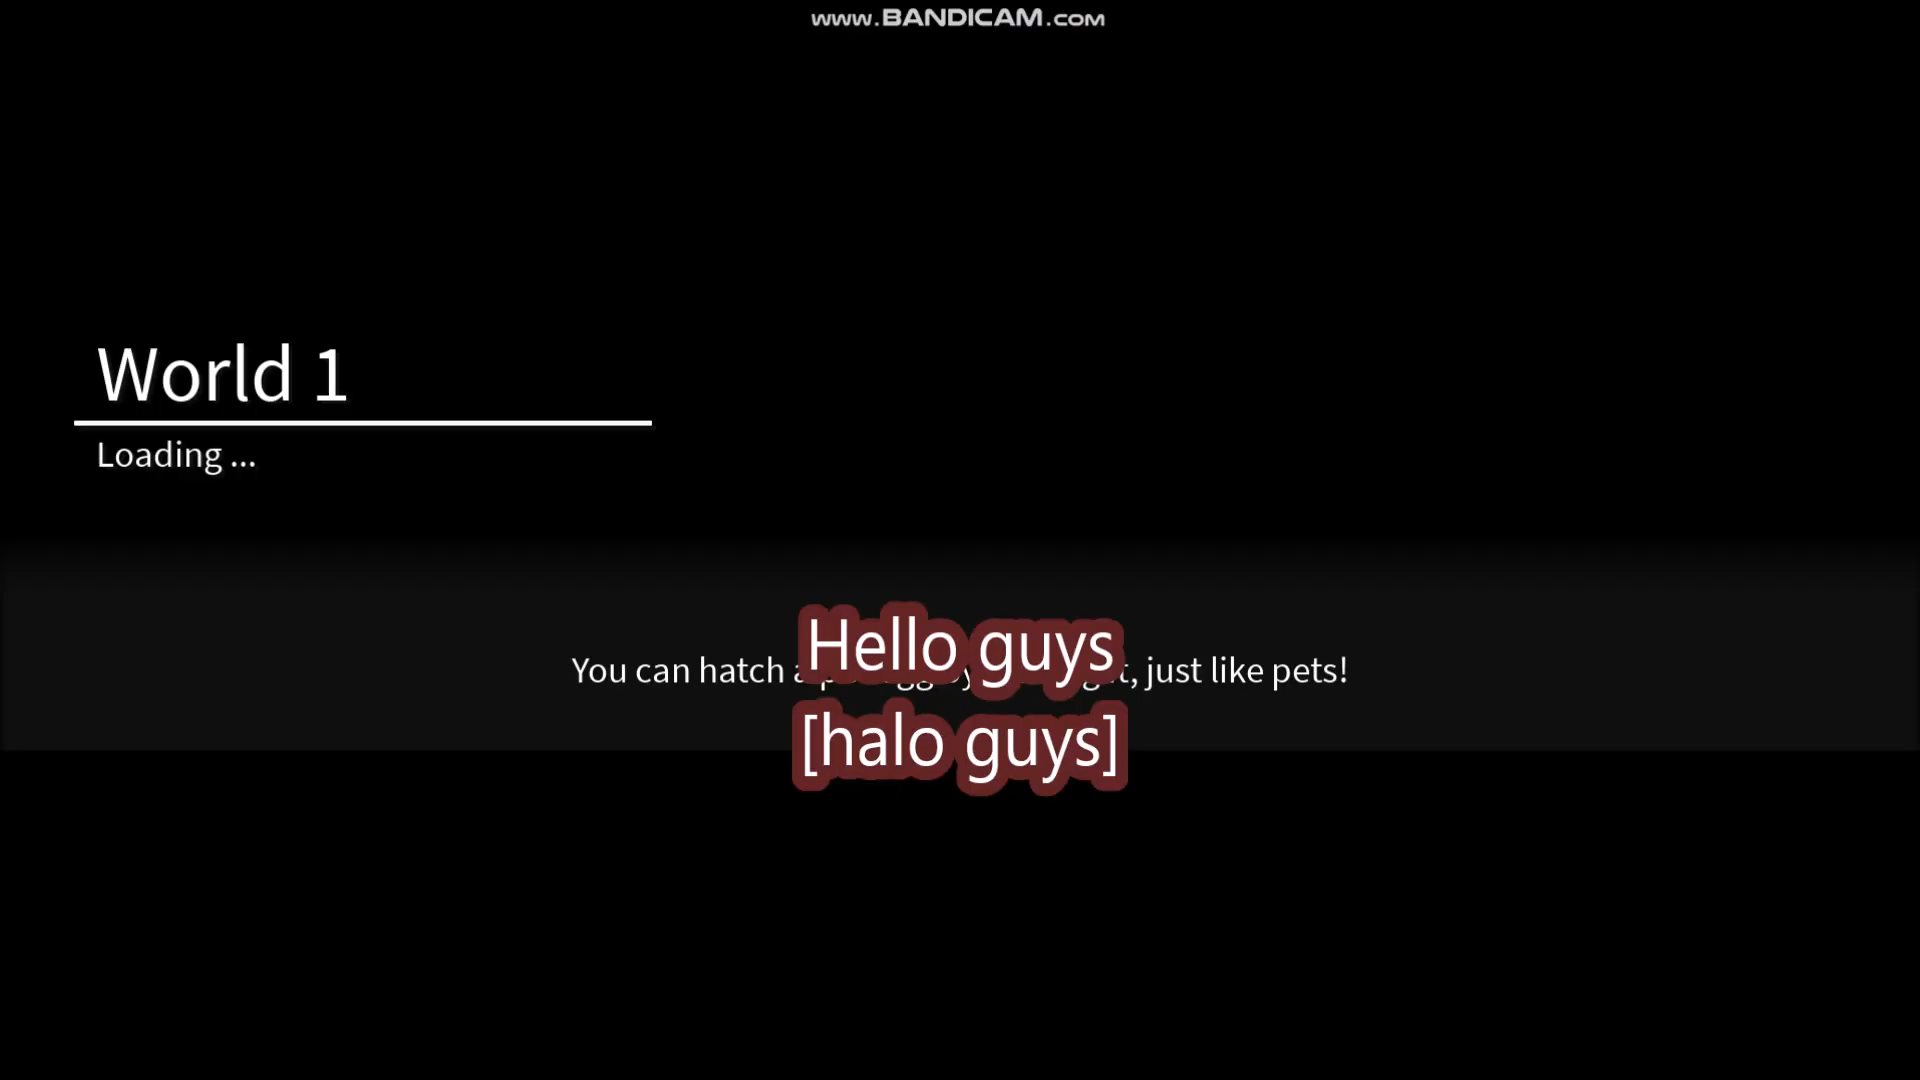 www.BANDICAM.com
World 1
Loading ...
Hello guys
You can hatch just like pets!
[halo guys]